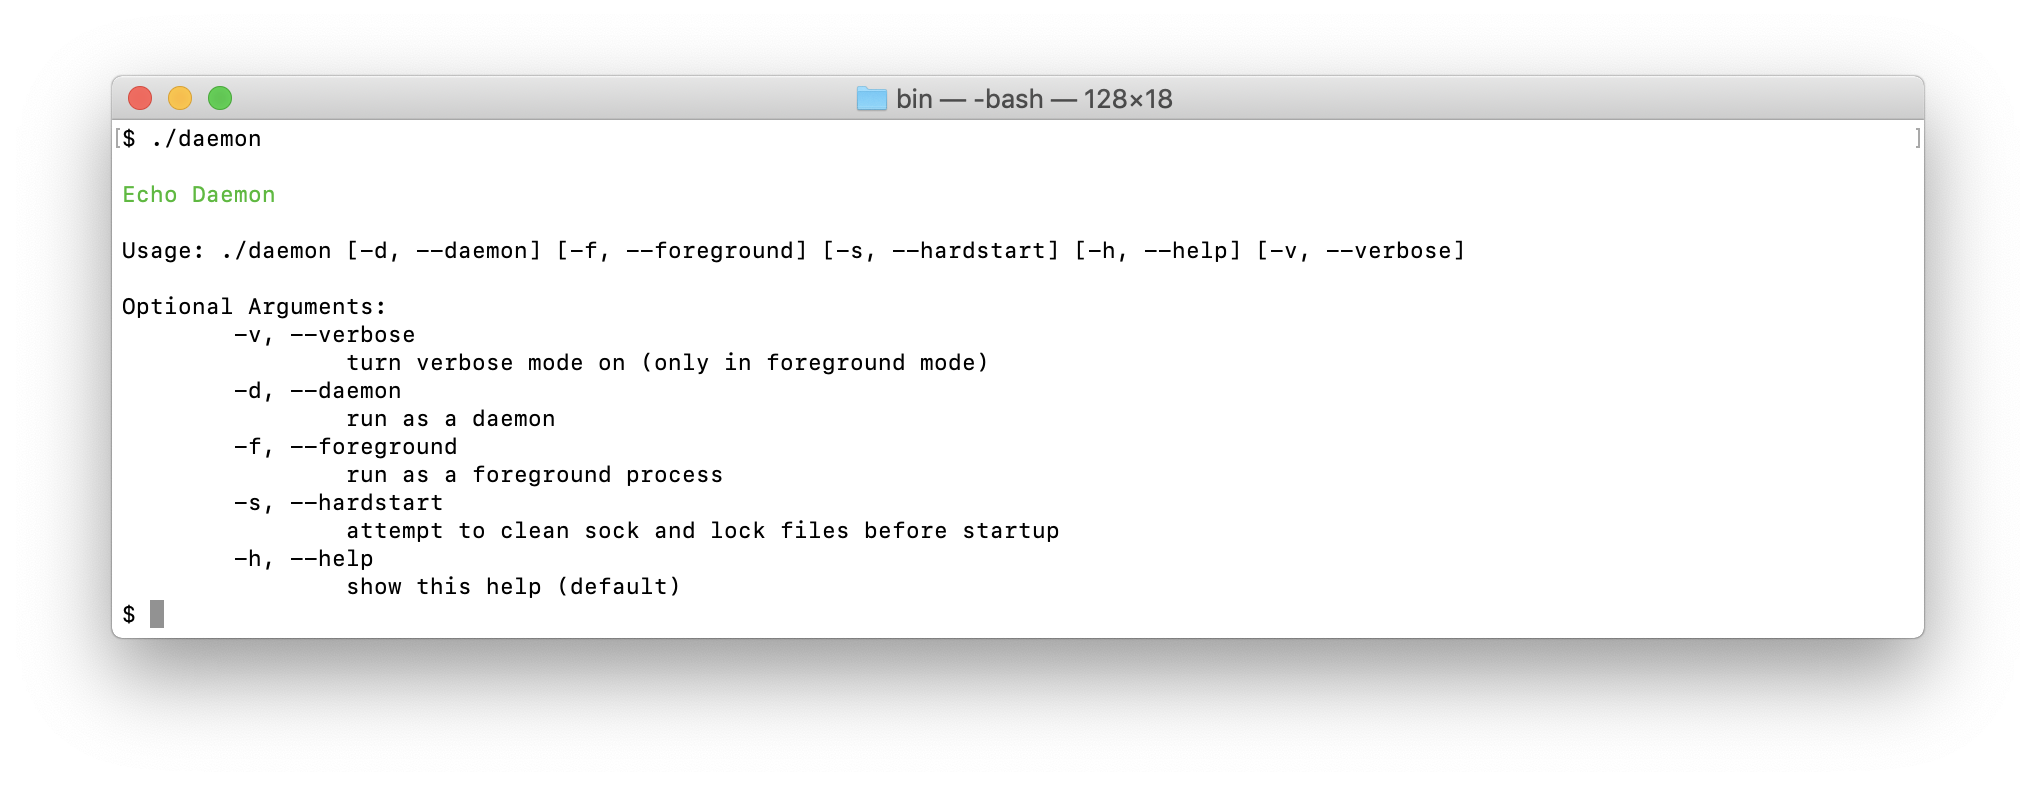 bin — -bash — 128×18
[$ ./daemon ]
Echo Daemon
Usage: ./daemon [-d, --daemon] [-f, --foreground] [-s, --hardstart] [-h, --help] [-v, --verbose]
Optional Arguments:
-v, --verbose
turn verbose mode on (only in foreground mode)
-d, --daemon
run as a daemon
-f, --foreground
run as a foreground process
-s, --hardstart
attempt to clean sock and lock files before startup
-h, --help
show this help (default)
$